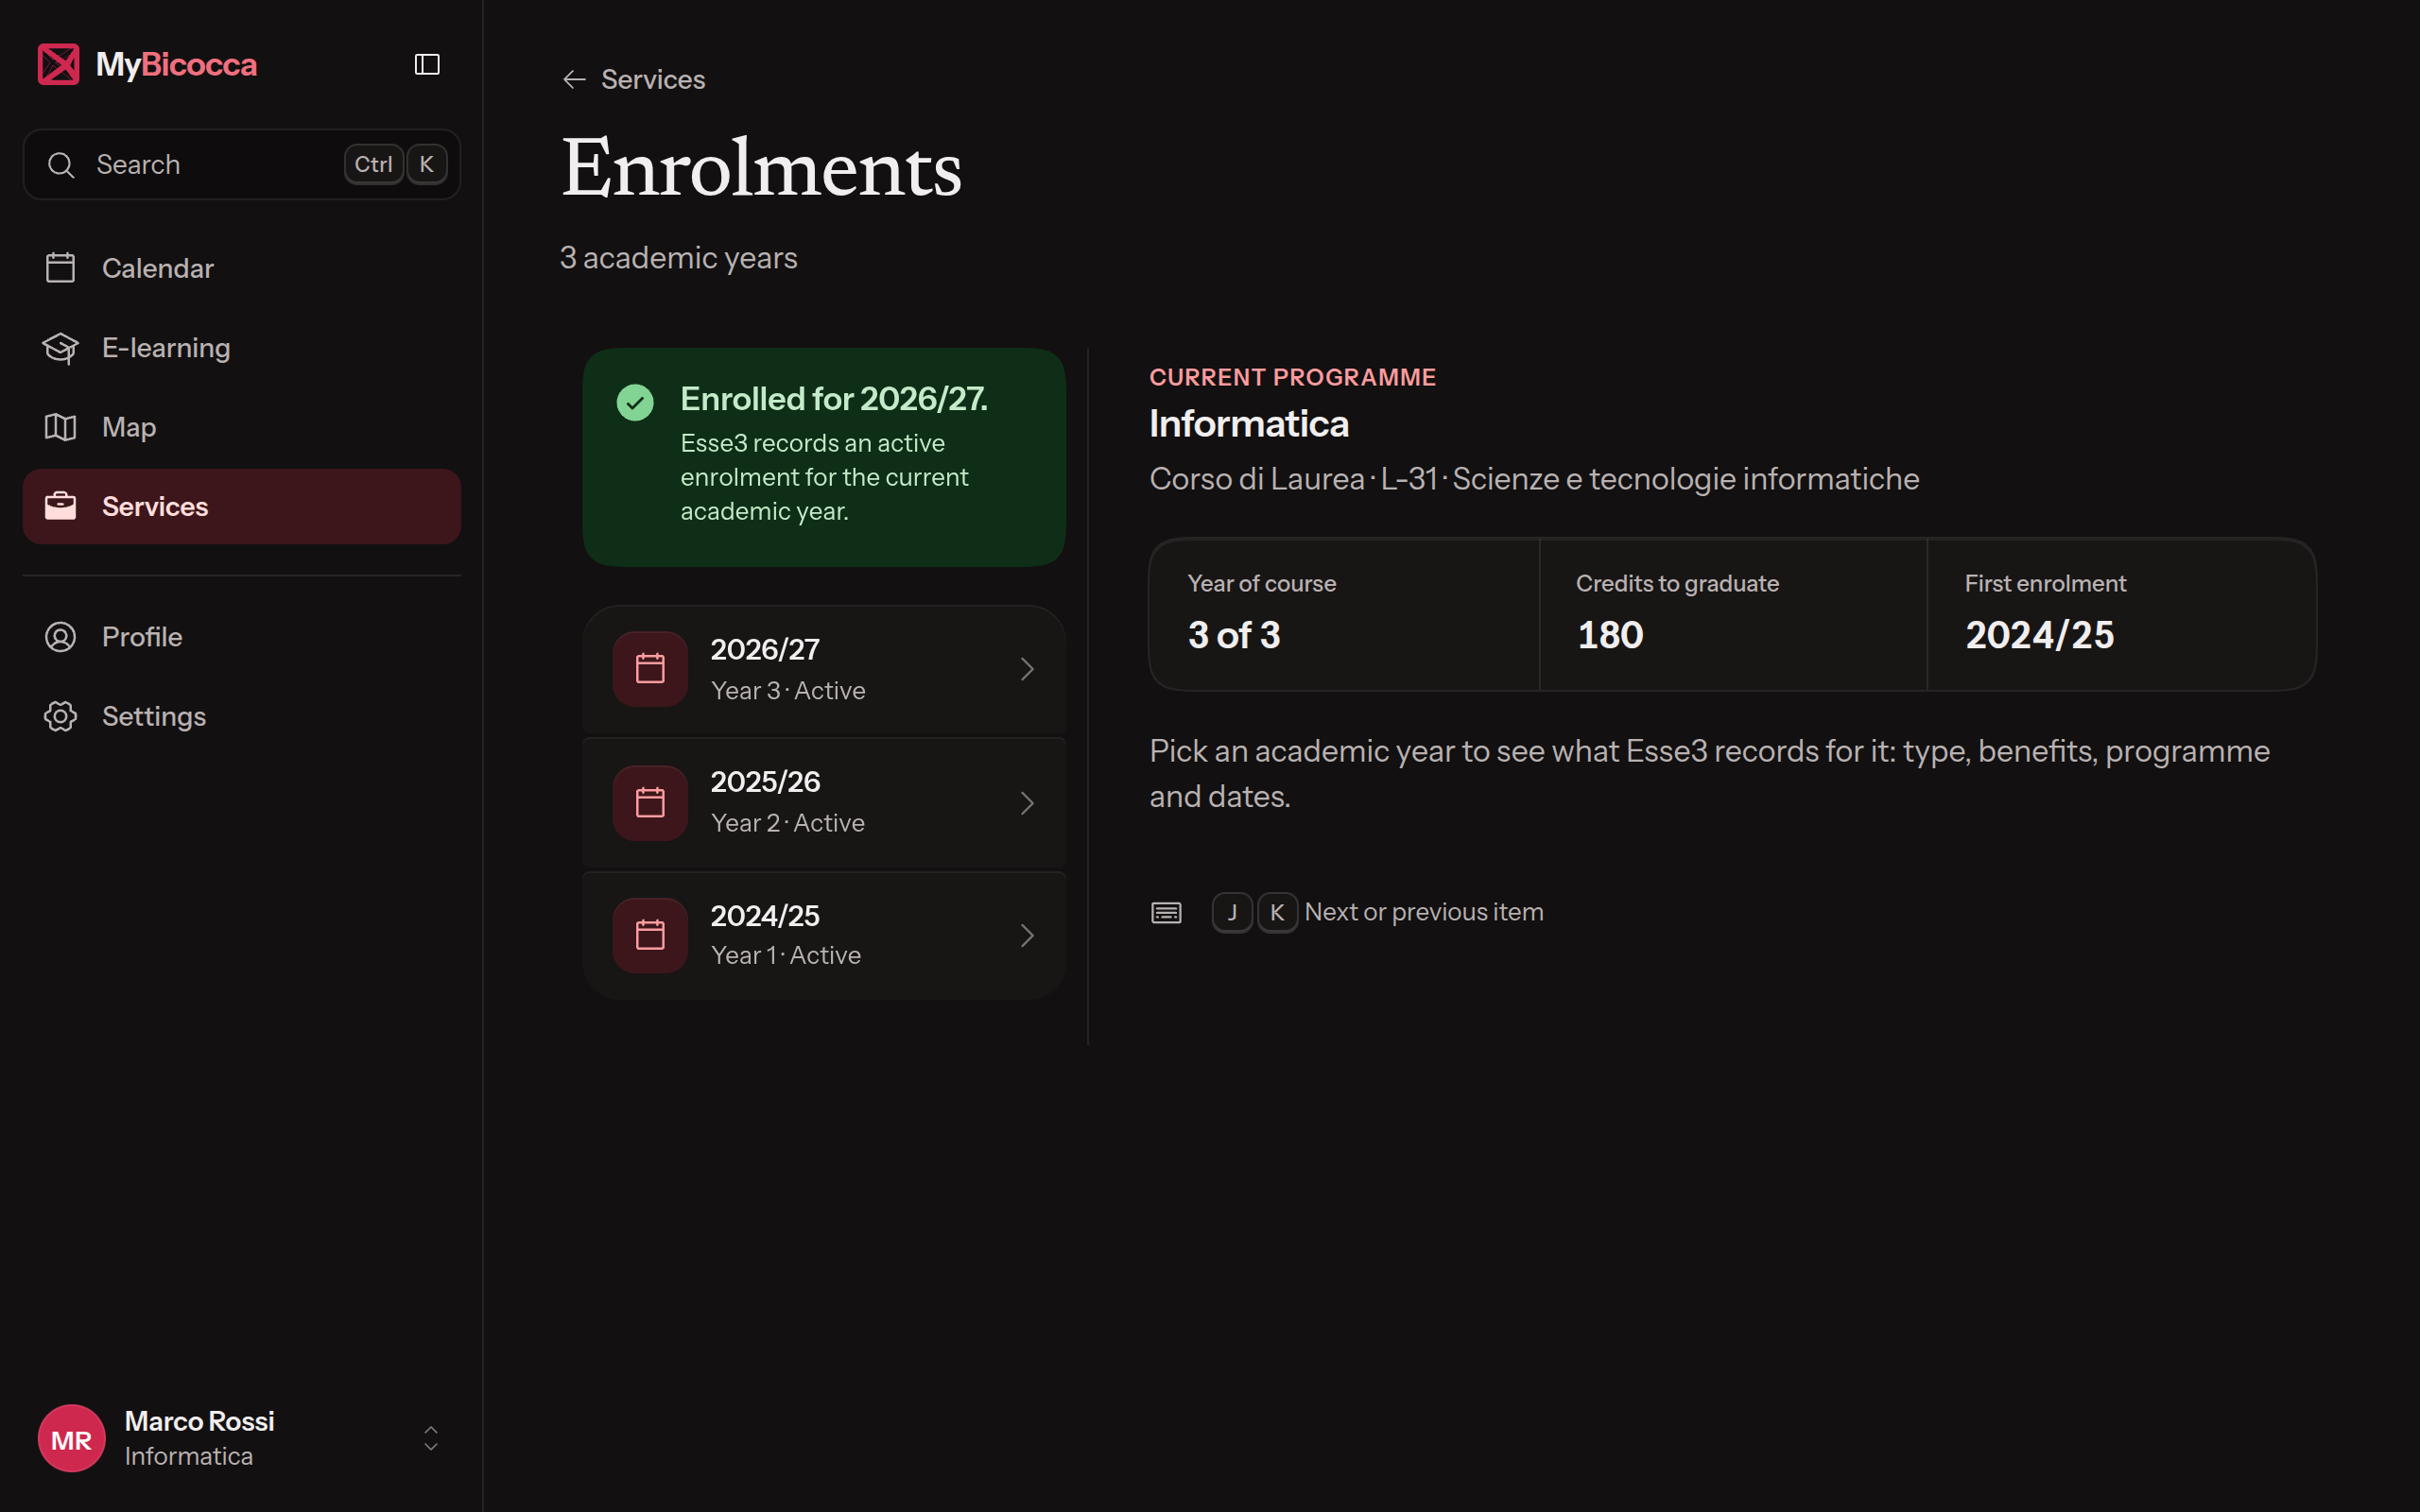 MyBicocca
Search Ctrl K
Calendar
E-learning
Map
Services
Profile
Settings
MR
Marco Rossi
Informatica
Services
Enrolments
3 academic years
Enrolled for 2026/27.
Esse3 records an active
enrolment for the current
academic year.
2026/27
Year 3 · Active
2025/26
Year 2 · Active
2024/25
Year 1 · Active
CURRENT PROGRAMME
Informatica
Corso di Laurea · L-31 · Scienze e tecnologie informatiche
Year of course
3 of 3
Credits to graduate
180
First enrolment
2024/25
Pick an academic year to see what Esse3 records for it: type, benefits, programme
and dates.
J K Next or previous item